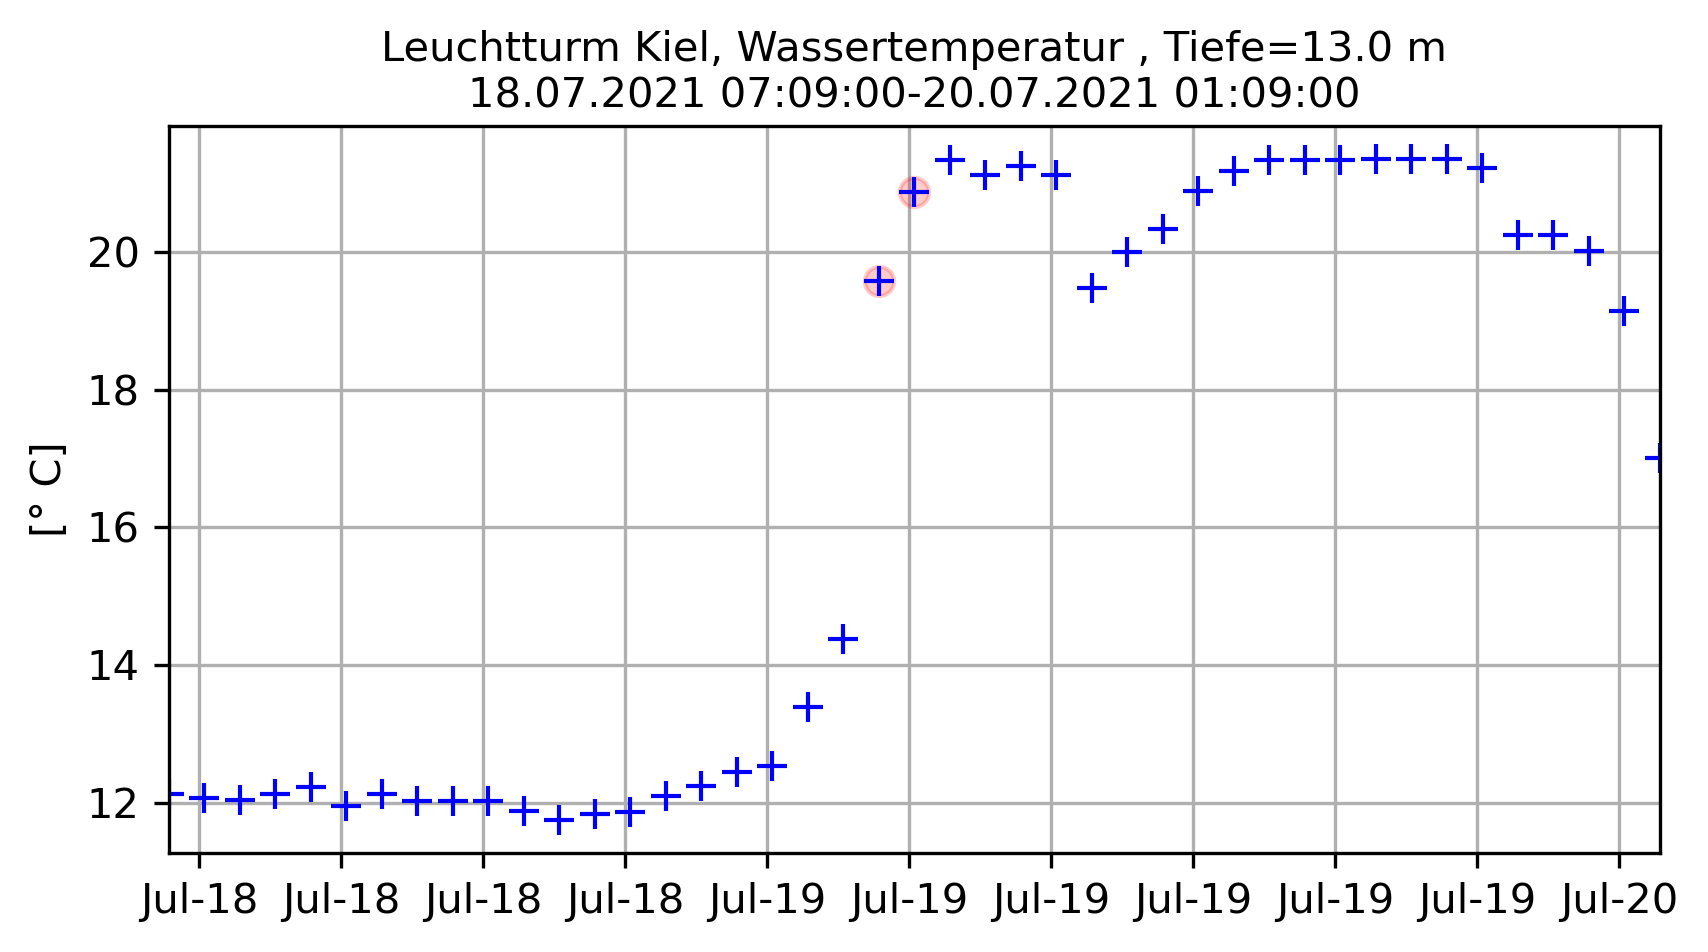 Leuchtturm Kiel, Wassertemperatur , Tiefe=13.0 m
18.07.2021 07:09:00-20.07.2021 01:09:00
[° C]
20
18
16
14
12
Jul-18 Jul-18 Jul-18 Jul-18 Jul-19 Jul-19 Jul-19 Jul-19 Jul-19 Jul-19 Jul-20